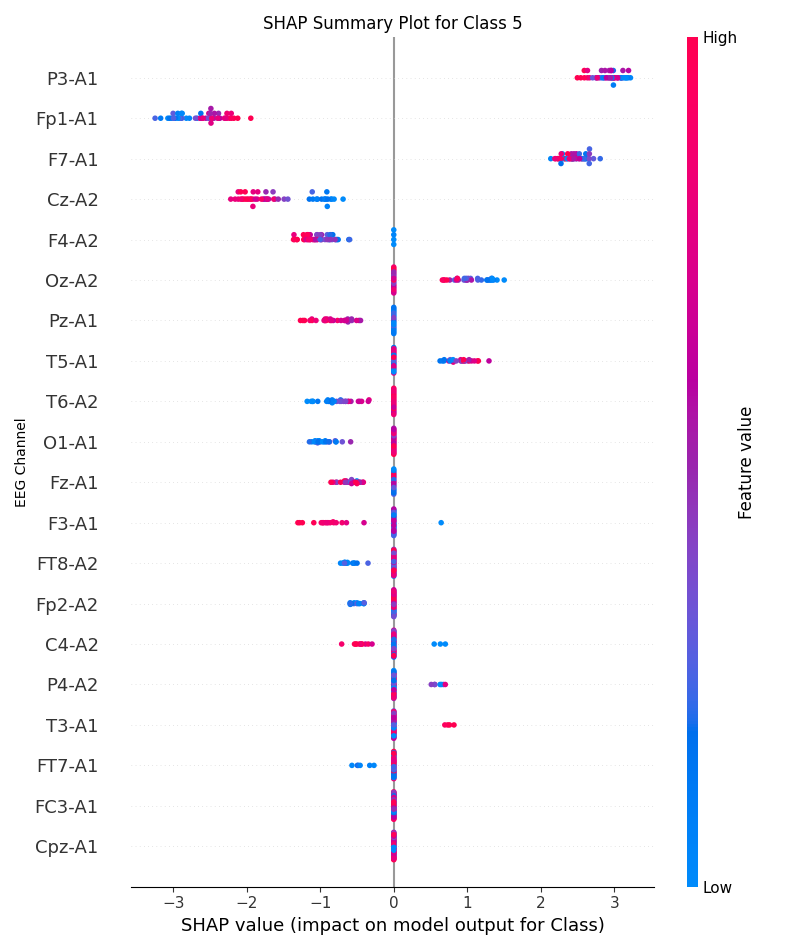 SHAP Summary Plot for Class 5
High
P3-A1
Fp1-A1
F7-A1
Cz-A2
F4-A2
Oz-A2
Pz-A1
T5-A1
T6-A2
O1-A1
Fz-A1
F3-A1
FT8-A2
Fp2-A2
C4-A2
P4-A2
T3-A1
FT7-A1
FC3-A1
Cpz-A1
EEG Channel
Feature value
Low
−3 −2 −1 0 1 2 3
SHAP value (impact on model output for Class)